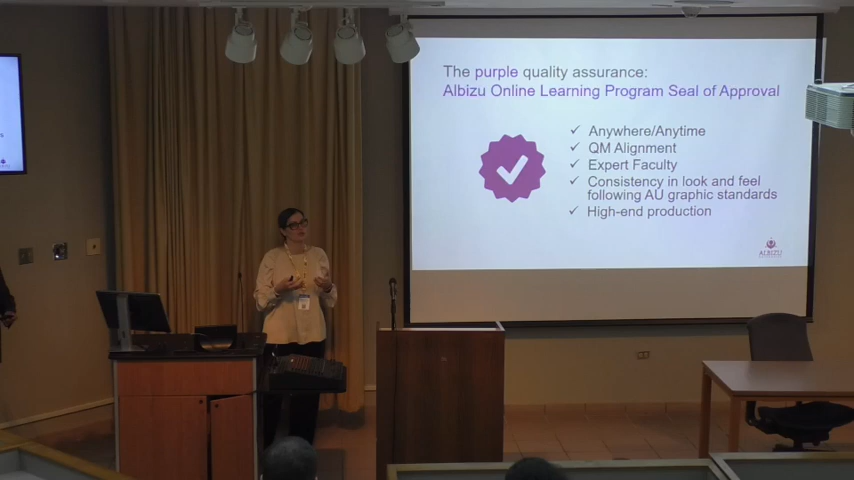 The purple quality assurance:
Albizu Online Learning Program Seal of Approval
Anywhere/Anytime
QM Alignment
Expert Faculty
Consistency in look and feel
following AU graphic standards
High-end production
ALBIZU